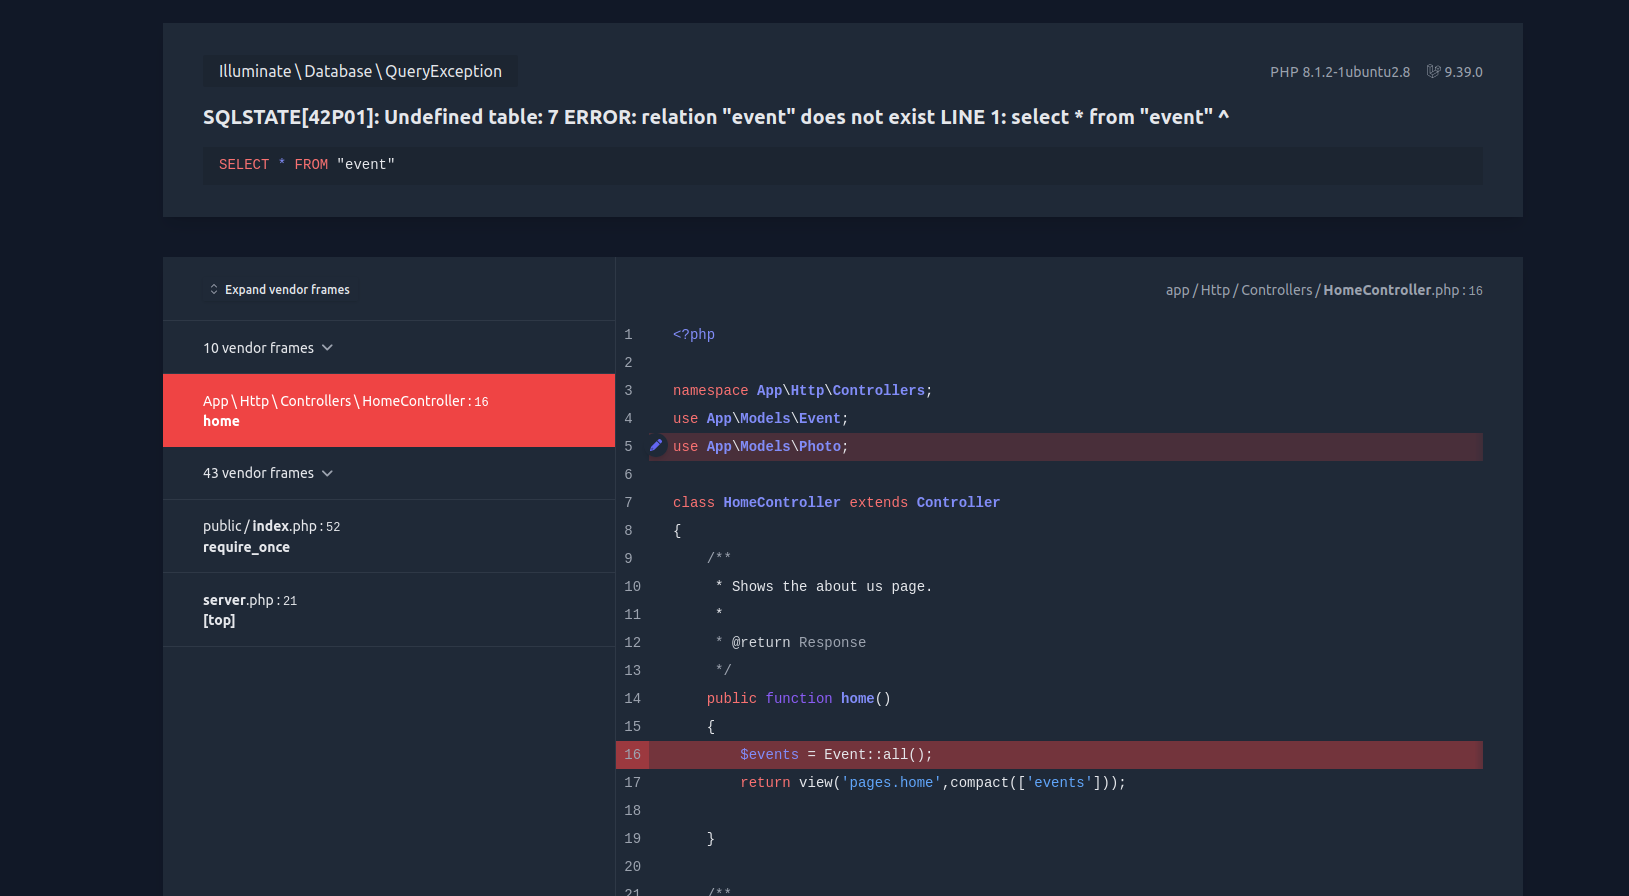 Illuminate\Database\QueryException
PHP 8.1.2-1ubuntu2.8 9.39.0
SQLSTATE[42P01]: Undefined table: 7 ERROR: relation "event" does not exist LINE 1: select * from "event" ^
SELECT * FROM "event"
Expand vendor frames
10 vendor frames
App\Http\Controllers\HomeController:16
home
43 vendor frames
public/index.php:52
require_once
server.php:21
[top]
app/Http/Controllers/HomeController.php:16
1 <?php
2
3 namespace App\Http\Controllers;
4 use App\Models\Event;
5 use App\Models\Photo;
6
7 class HomeController extends Controller
8 {
9 /**
10 * Shows the about us page.
11 *
12 * @return Response
13 */
14 public function home()
15 {
16 $events = Event::all();
17 return view('pages.home',compact(['events']));
18
19 }
20
21 /**